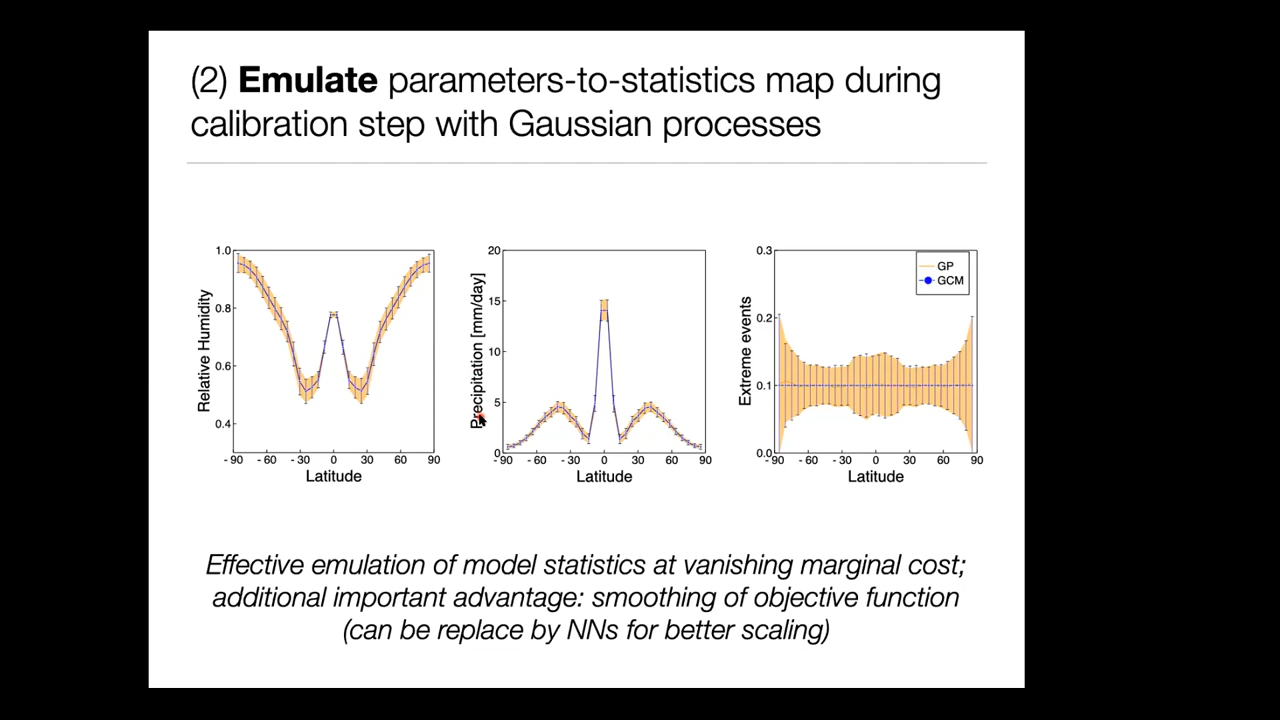 (2) Emulate parameters-to-statistics map during
calibration step with Gaussian processes
1.0
0.8
0.6
0.4
Relative Humidity
-90 -60 -30 0 30 60 90
Latitude
20
15
10
5
0
Precipitation [mm/day]
-90 -60 -30 0 30 60 90
Latitude
0.3
0.2
0.1
0.0
Extreme events
GP
GCM
-90 -60 -30 0 30 60 90
Latitude
Effective emulation of model statistics at vanishing marginal cost;
additional important advantage: smoothing of objective function
(can be replace by NNs for better scaling)